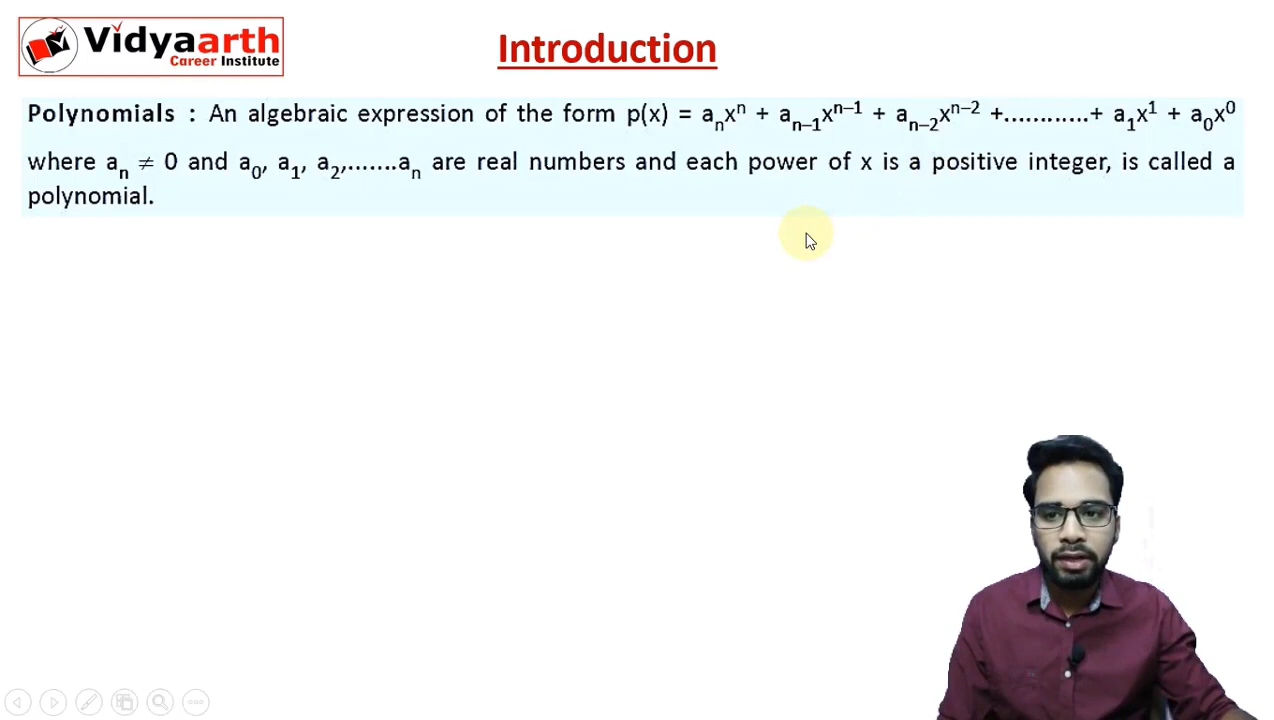 Vidyaarth
Career Institute
Introduction
Polynomials : An algebraic expression of the form p(x) = aₙxⁿ + aₙ₋₁xⁿ⁻¹ + aₙ₋₂xⁿ⁻² +............+ a₁x¹ + a₀x⁰
where aₙ ≠ 0 and a₀, a₁, a₂,.......aₙ are real numbers and each power of x is a positive integer, is called a
polynomial.